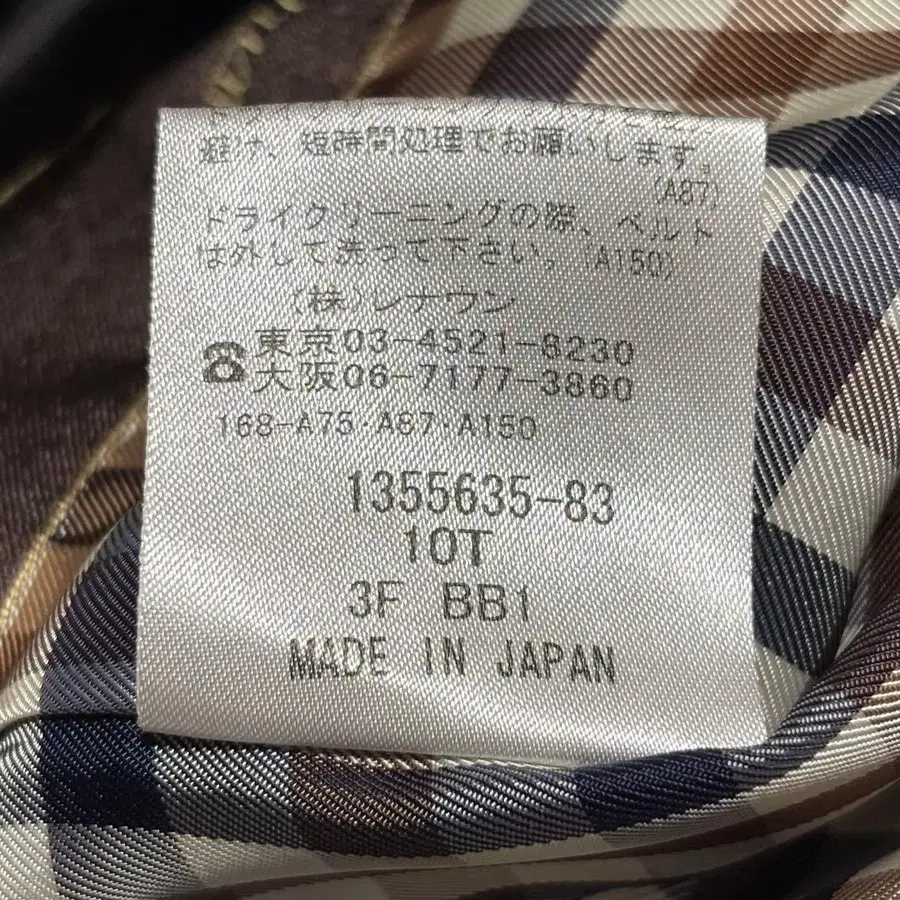 避け、短時間処理でお願いします。
(A87)
ドライクリーニングの際、ベルト
は外して洗って下さい。(A150)
(株)レナウン
☎東京03-4521-8230
大阪06-7177-3860
168-A75･A87･A150
1355635-83
10T
3F BB1
MADE IN JAPAN